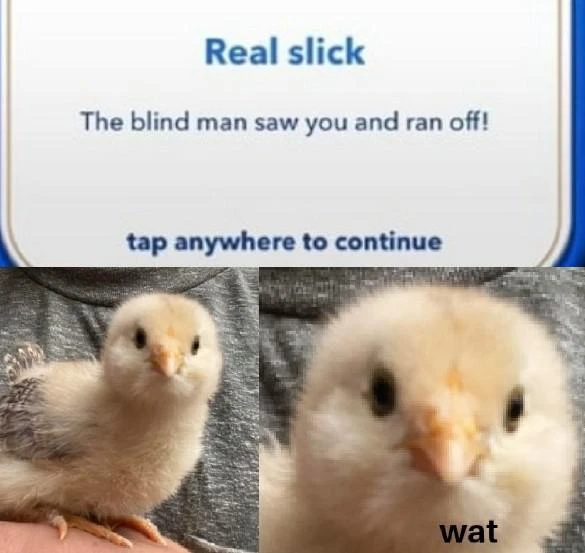 Real slick
The blind man saw you and ran off!
tap anywhere to continue
wat